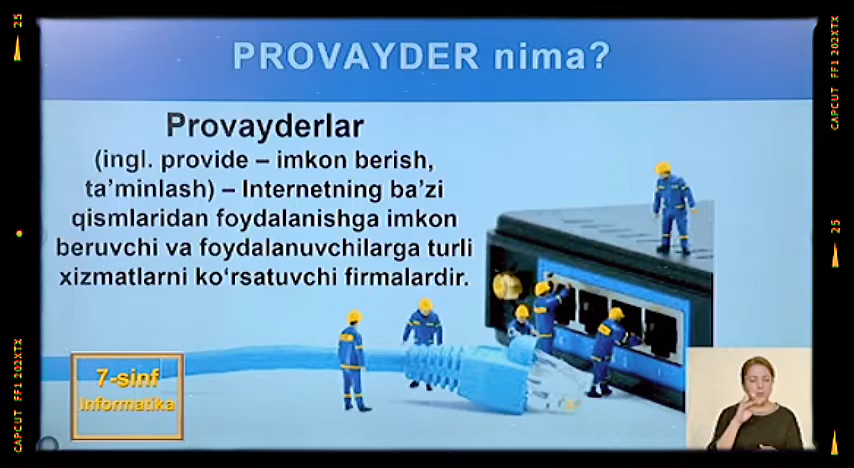 25
CAPCUT FF1 202XTX
PROVAYDER nima?
Provayderlar
(ingl. provide – imkon berish,
ta'minlash) – Internetning ba'zi
qismlaridan foydalanishga imkon
beruvchi va foydalanuvchilarga turli
xizmatlarni ko‘rsatuvchi firmalardir.
7-sinf
informatika
CAPCUT FF1 202XTX
25